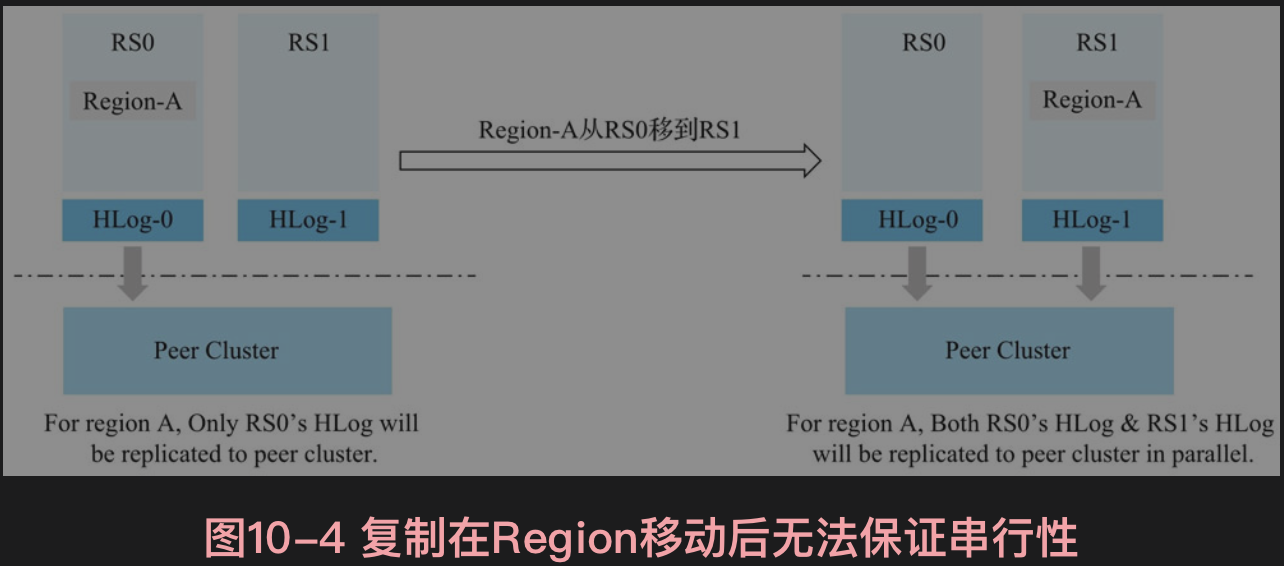 RS0
RS1
Region-A
HLog-0
HLog-1
Peer Cluster
For region A, Only RS0’s HLog will
be replicated to peer cluster.
Region-A从RS0移到RS1
RS0
RS1
Region-A
HLog-0
HLog-1
Peer Cluster
For region A, Both RS0’s HLog & RS1’s HLog
will be replicated to peer cluster in parallel.
图10-4 复制在Region移动后无法保证串行性